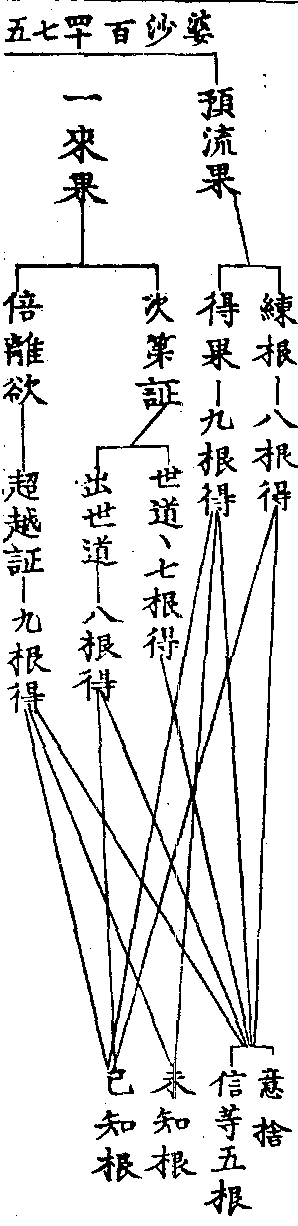 婆沙百四十七五
預流果
練根—八根得
得果—九根得
一來果
次第証
世道、七根得
出世道—八根得
倍離欲—超越証—九根得
意捨
信等五根
未知根
已知根